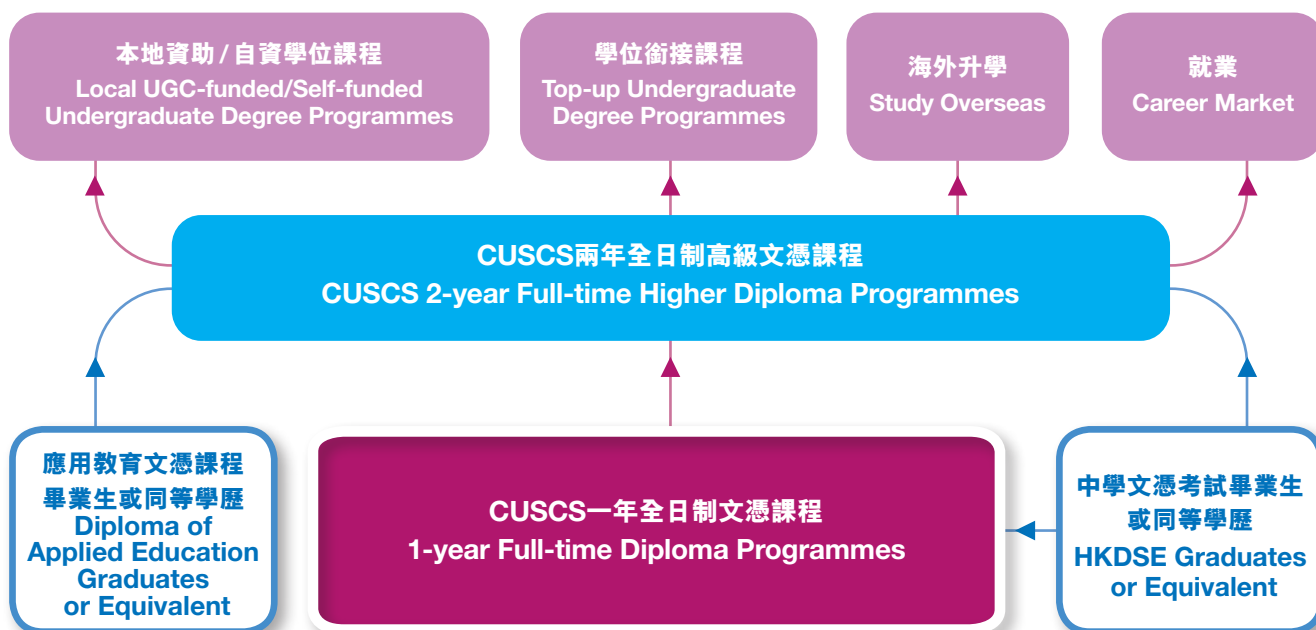 本地資助/自資學位課程
Local UGC-funded/Self-funded
Undergraduate Degree Programmes
學位銜接課程
Top-up Undergraduate
Degree Programmes
海外升學
Study Overseas
就業
Career Market
CUSCS兩年全日制高級文憑課程
CUSCS 2-year Full-time Higher Diploma Programmes
應用教育文憑課程
畢業生或同等學歷
Diploma of
Applied Education
Graduates
or Equivalent
CUSCS一年全日制文憑課程
1-year Full-time Diploma Programmes
中學文憑考試畢業生
或同等學歷
HKDSE Graduates
or Equivalent